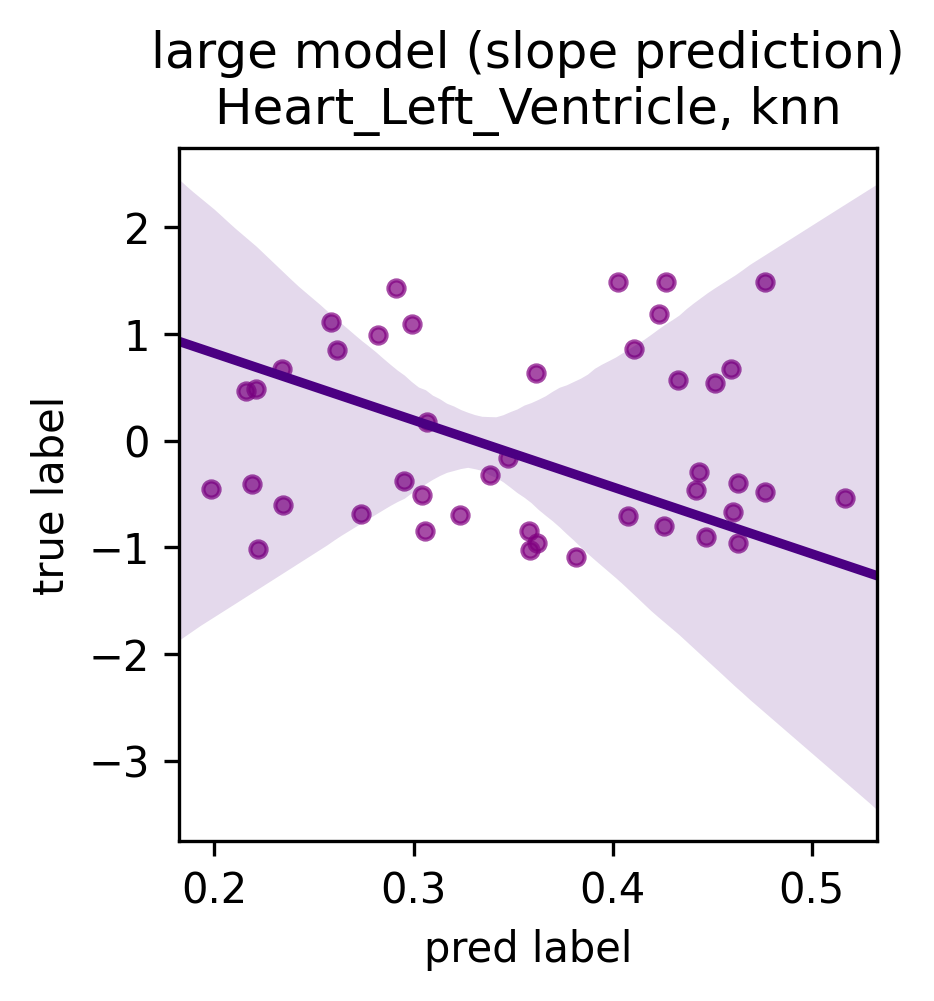 large model (slope prediction)
Heart_Left_Ventricle, knn
2
1
0
−1
−2
−3
true label
0.2 0.3 0.4 0.5
pred label